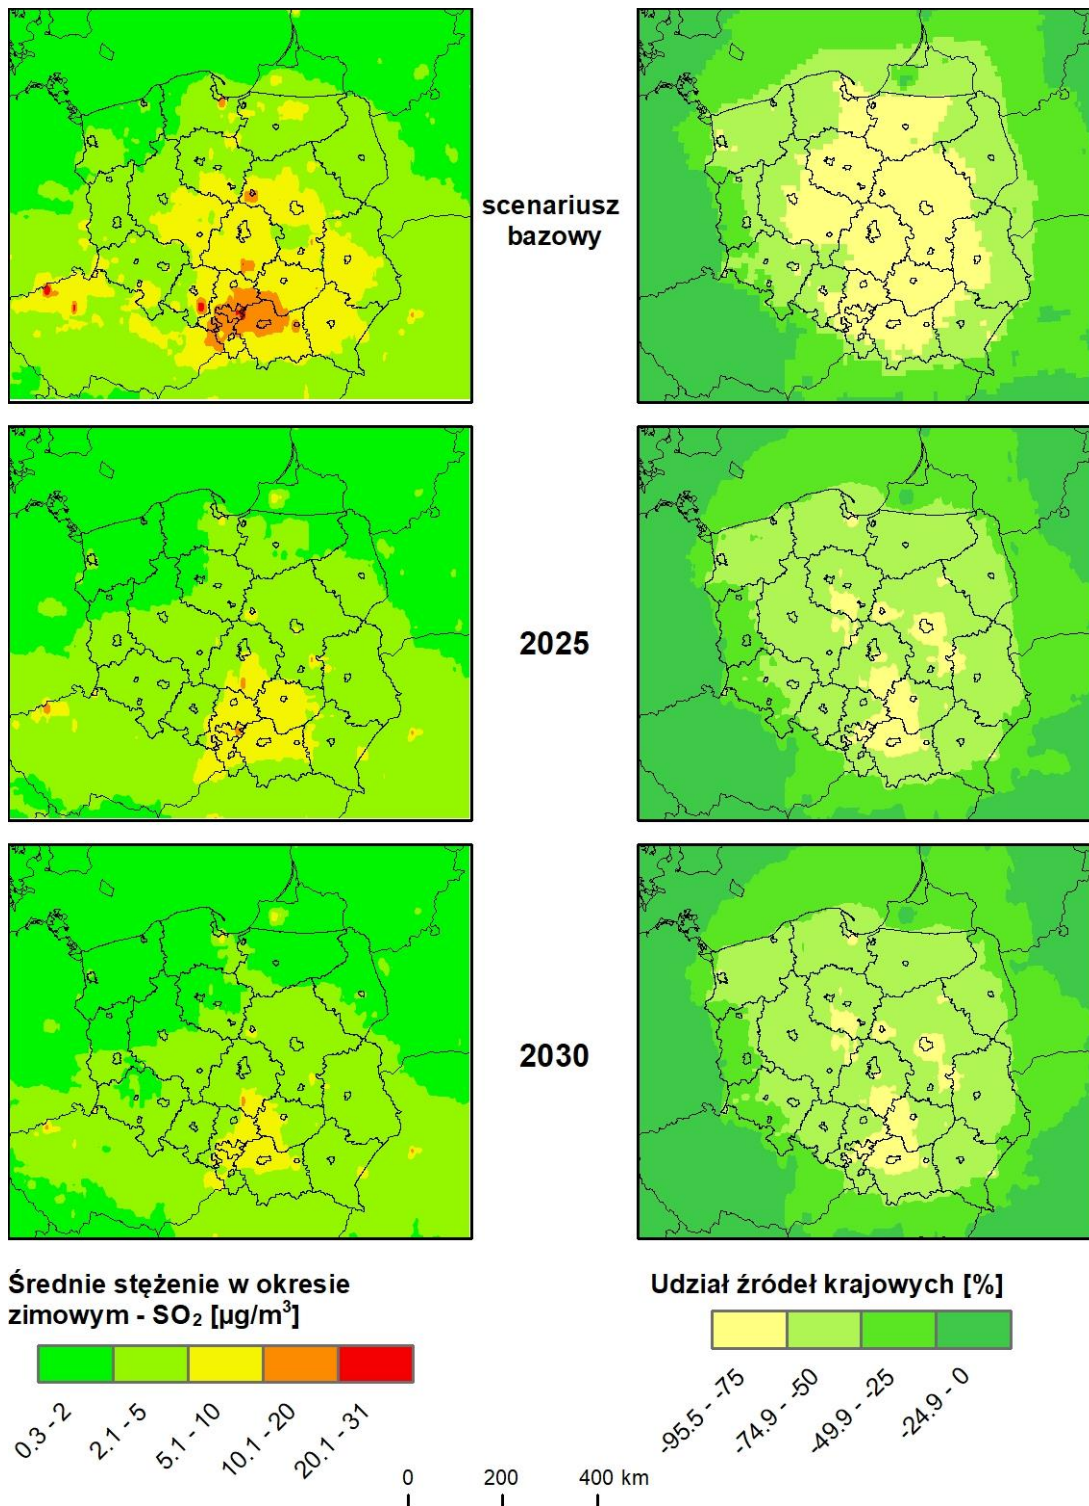 scenariusz
bazowy
2025
2030
Średnie stężenie w okresie
zimowym - SO₂ [µg/m³]
0.3 - 2
2.1 - 5
5.1 - 10
10.1 - 20
20.1 - 31
Udział źródeł krajowych [%]
-95.5 - -75
-74.9 - -50
-49.9 - -25
-24.9 - 0
0 200 400 km